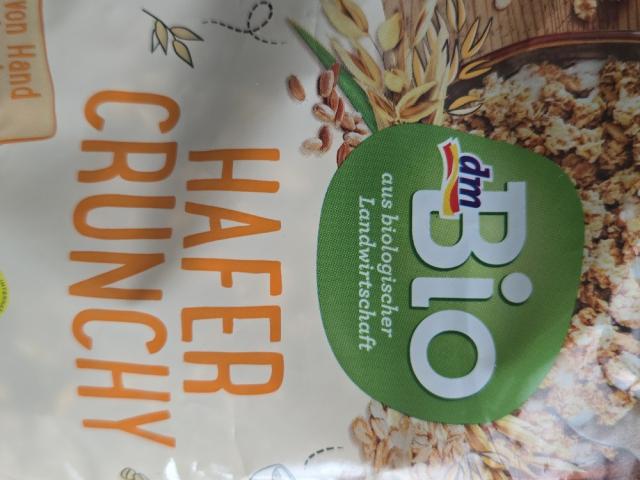 dm
Bio
aus biologischer
Landwirtschaft
HAFER
CRUNCHY
von Hand